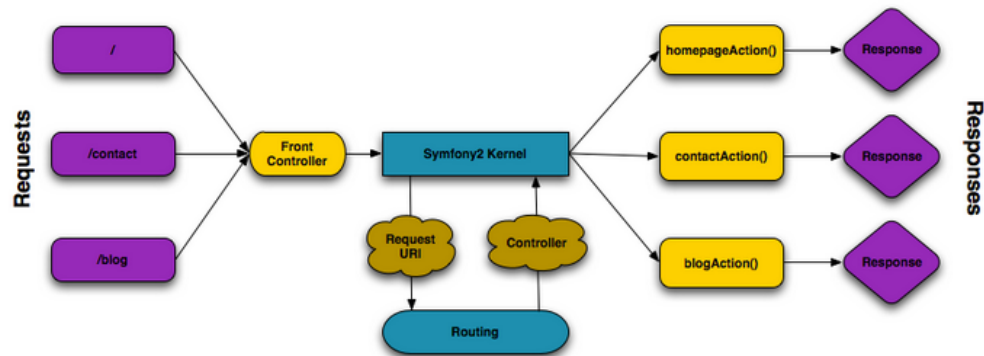 Requests
/
/contact
/blog
Front
Controller
Symfony2 Kernel
Request
URI
Controller
Routing
homepageAction()
contactAction()
blogAction()
Response
Response
Response
Responses